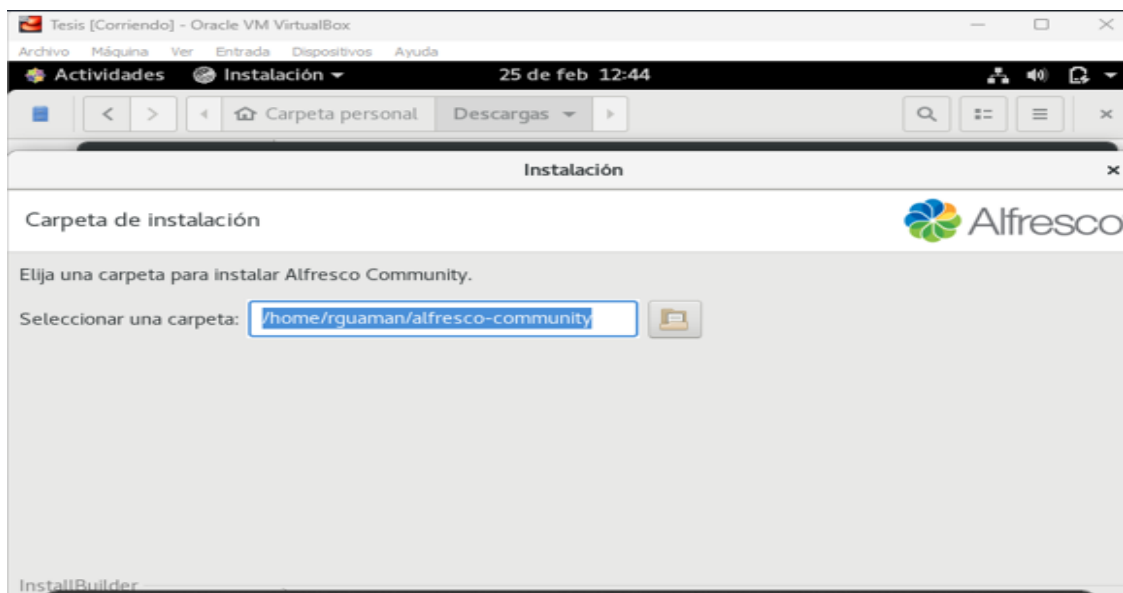 Tesis [Corriendo] - Oracle VM VirtualBox
Archivo Máquina Ver Entrada Dispositivos Ayuda
Actividades Instalación 25 de feb 12:44
Carpeta personal Descargas
Instalación
Carpeta de instalación Alfresco
Elija una carpeta para instalar Alfresco Community.
Seleccionar una carpeta: /home/rguaman/alfresco-community
InstallBuilder